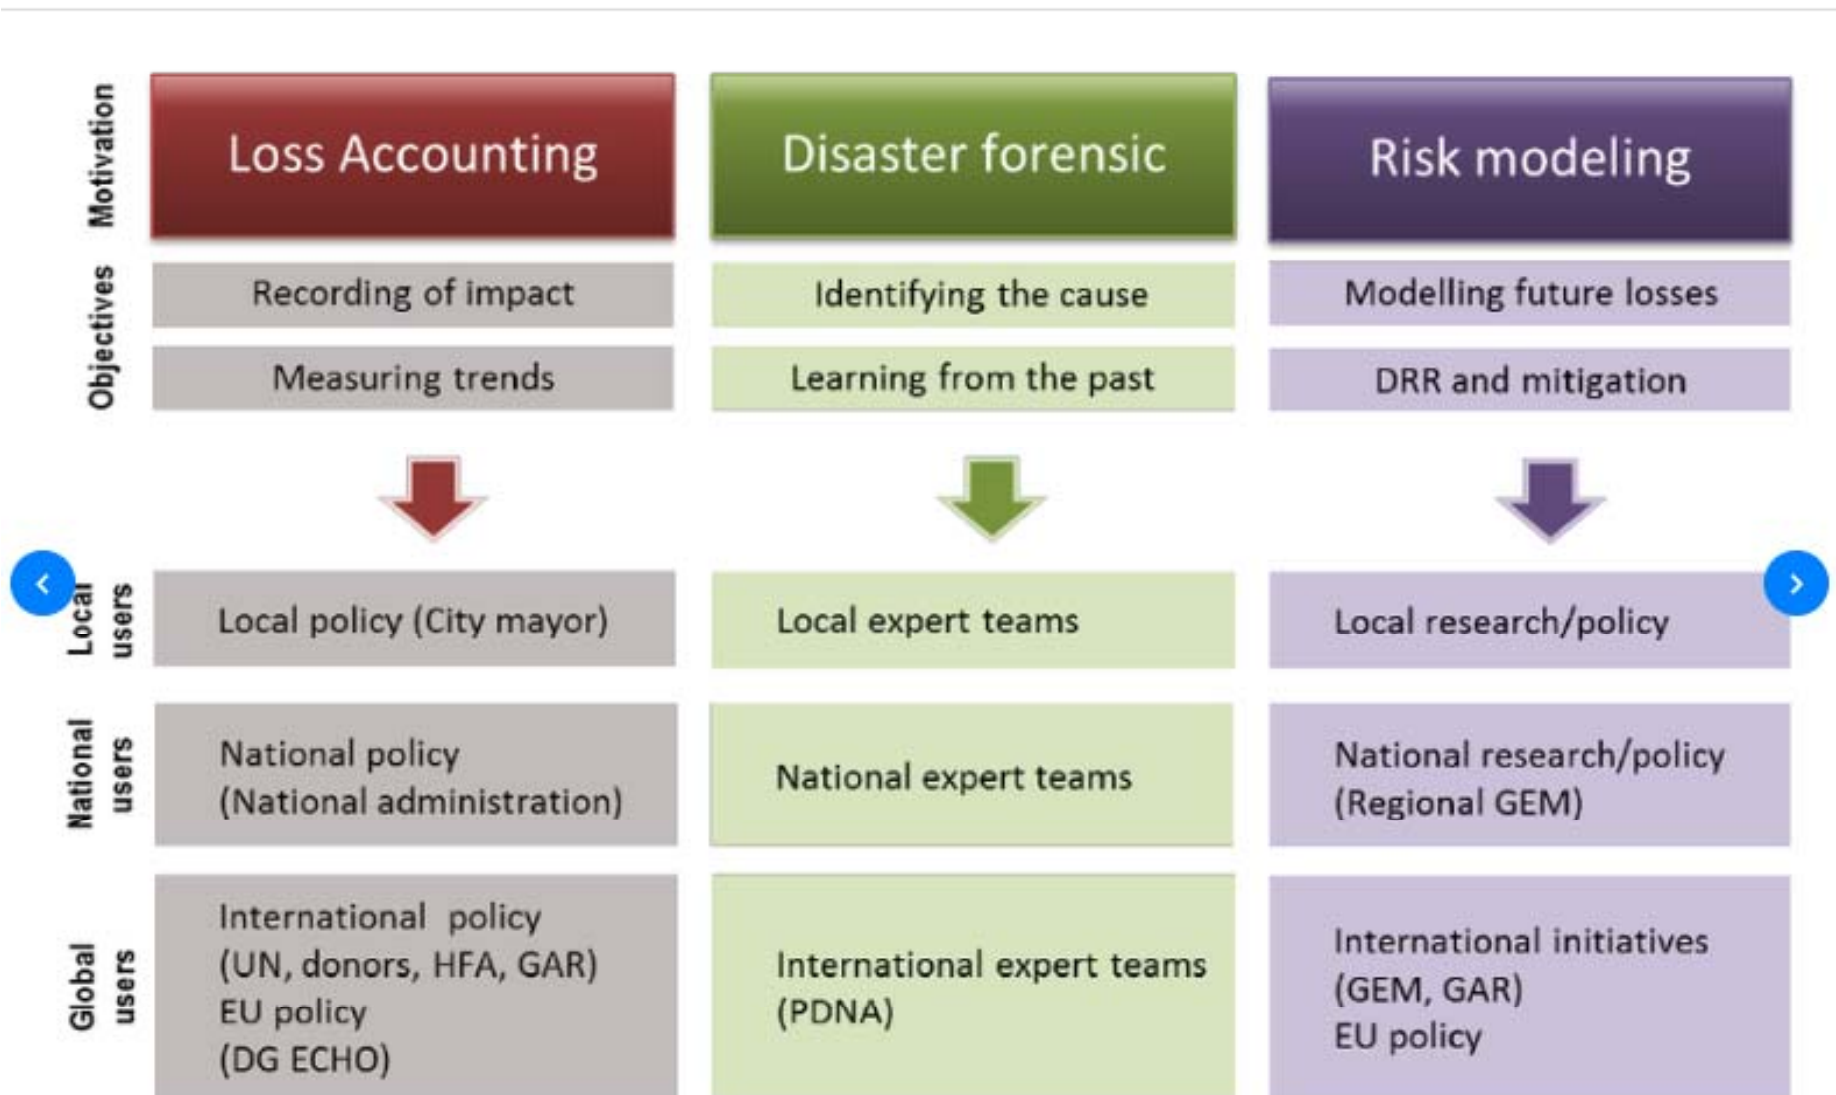 Motivation
Loss Accounting
Disaster forensic
Risk modeling
Objectives
Recording of impact
Identifying the cause
Modelling future losses
Measuring trends
Learning from the past
DRR and mitigation
Local
users
Local policy (City mayor)
Local expert teams
Local research/policy
National
users
National policy
(National administration)
National expert teams
National research/policy
(Regional GEM)
Global
users
International policy
(UN, donors, HFA, GAR)
EU policy
(DG ECHO)
International expert teams
(PDNA)
International initiatives
(GEM, GAR)
EU policy